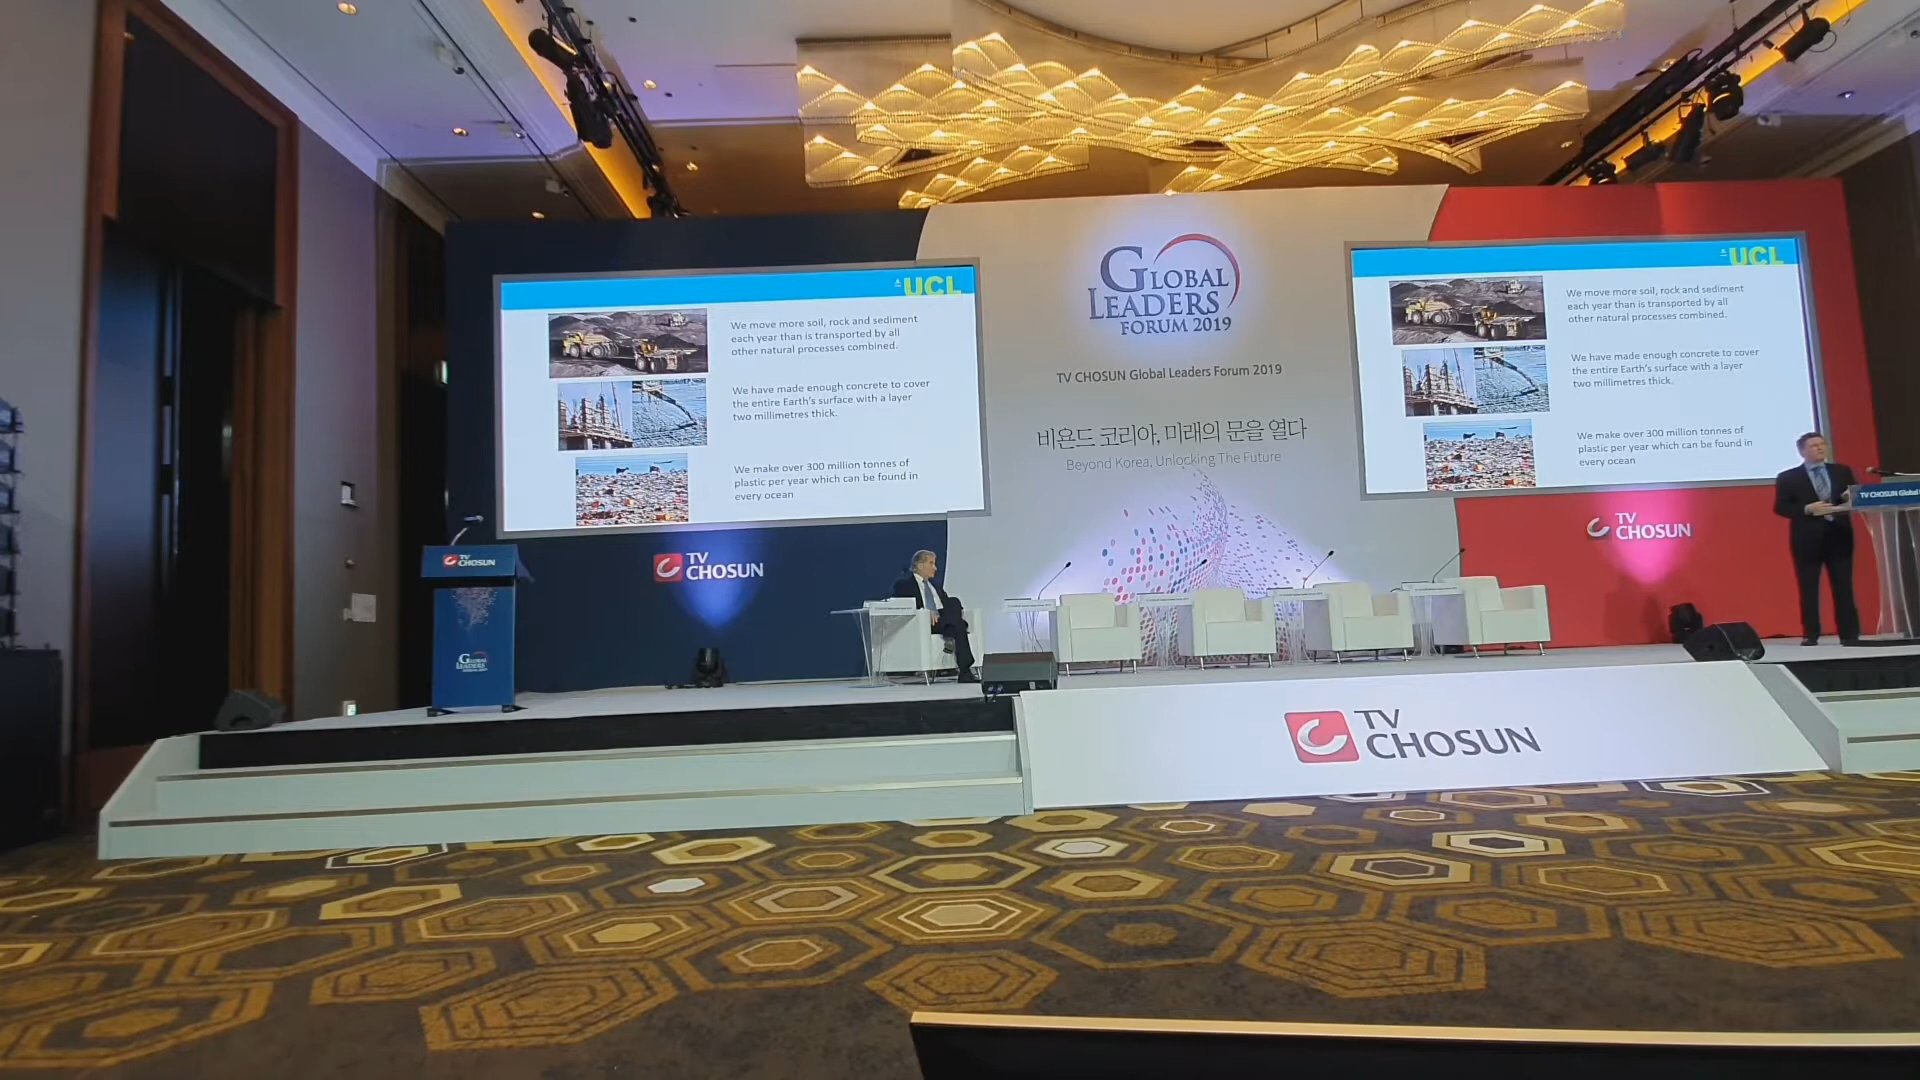 UCL
We move more soil, rock and sediment
each year than is transported by all
other natural processes combined.
We have made enough concrete to cover
the entire Earth's surface with a layer
two millimetres thick.
We make over 300 million tonnes of
plastic per year which can be found in
every ocean
GLOBAL
LEADERS
FORUM 2019
TV CHOSUN Global Leaders Forum 2019
비욘드 코리아, 미래의 문을 열다
Beyond Korea, Unlocking The Future
UCL
We move more soil, rock and sediment
each year than is transported by all
other natural processes combined.
We have made enough concrete to cover
the entire Earth's surface with a layer
two millimetres thick.
We make over 300 million tonnes of
plastic per year which can be found in
every ocean
TV CHOSUN Global
TV
CHOSUN
TV
CHOSUN
TV
CHOSUN
GLOBAL
LEADERS
TV
CHOSUN